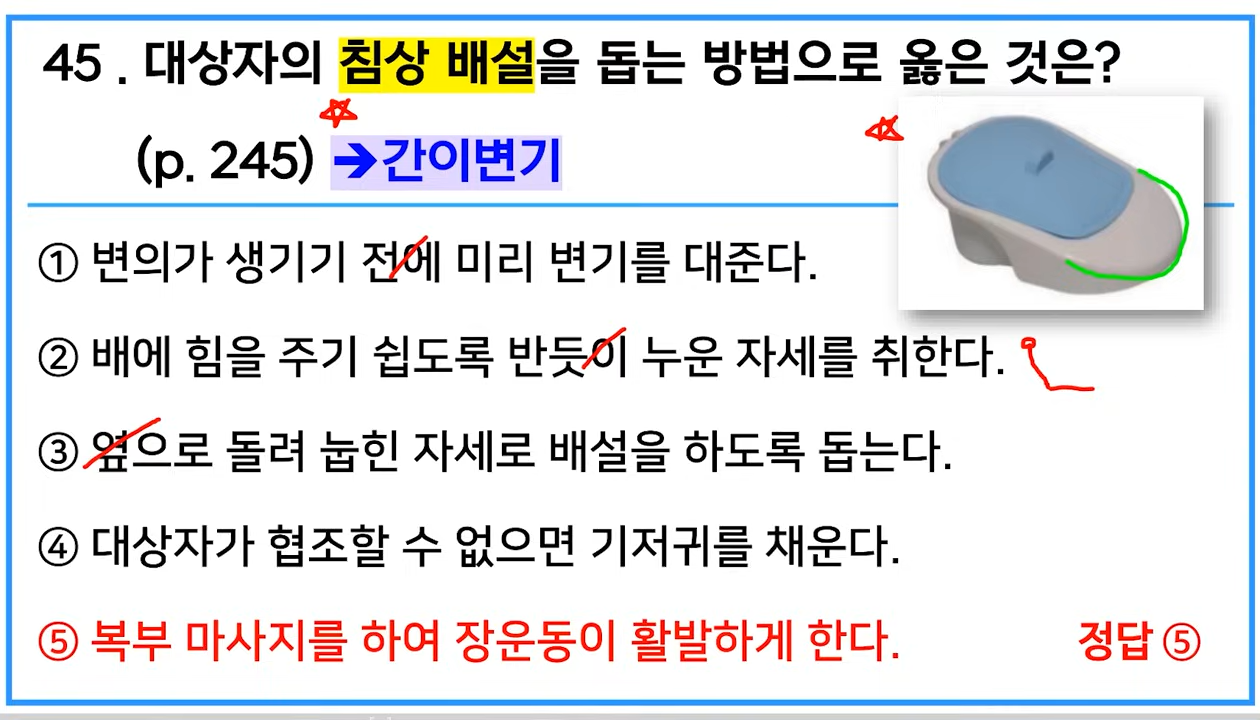 45 . 대상자의 침상 배설을 돕는 방법으로 옳은 것은?
(p. 245) ➔간이변기
① 변의가 생기기 전에 미리 변기를 대준다.
② 배에 힘을 주기 쉽도록 반듯이 누운 자세를 취한다.
③ 옆으로 돌려 눕힌 자세로 배설을 하도록 돕는다.
④ 대상자가 협조할 수 없으면 기저귀를 채운다.
⑤ 복부 마사지를 하여 장운동이 활발하게 한다. 정답 ⑤